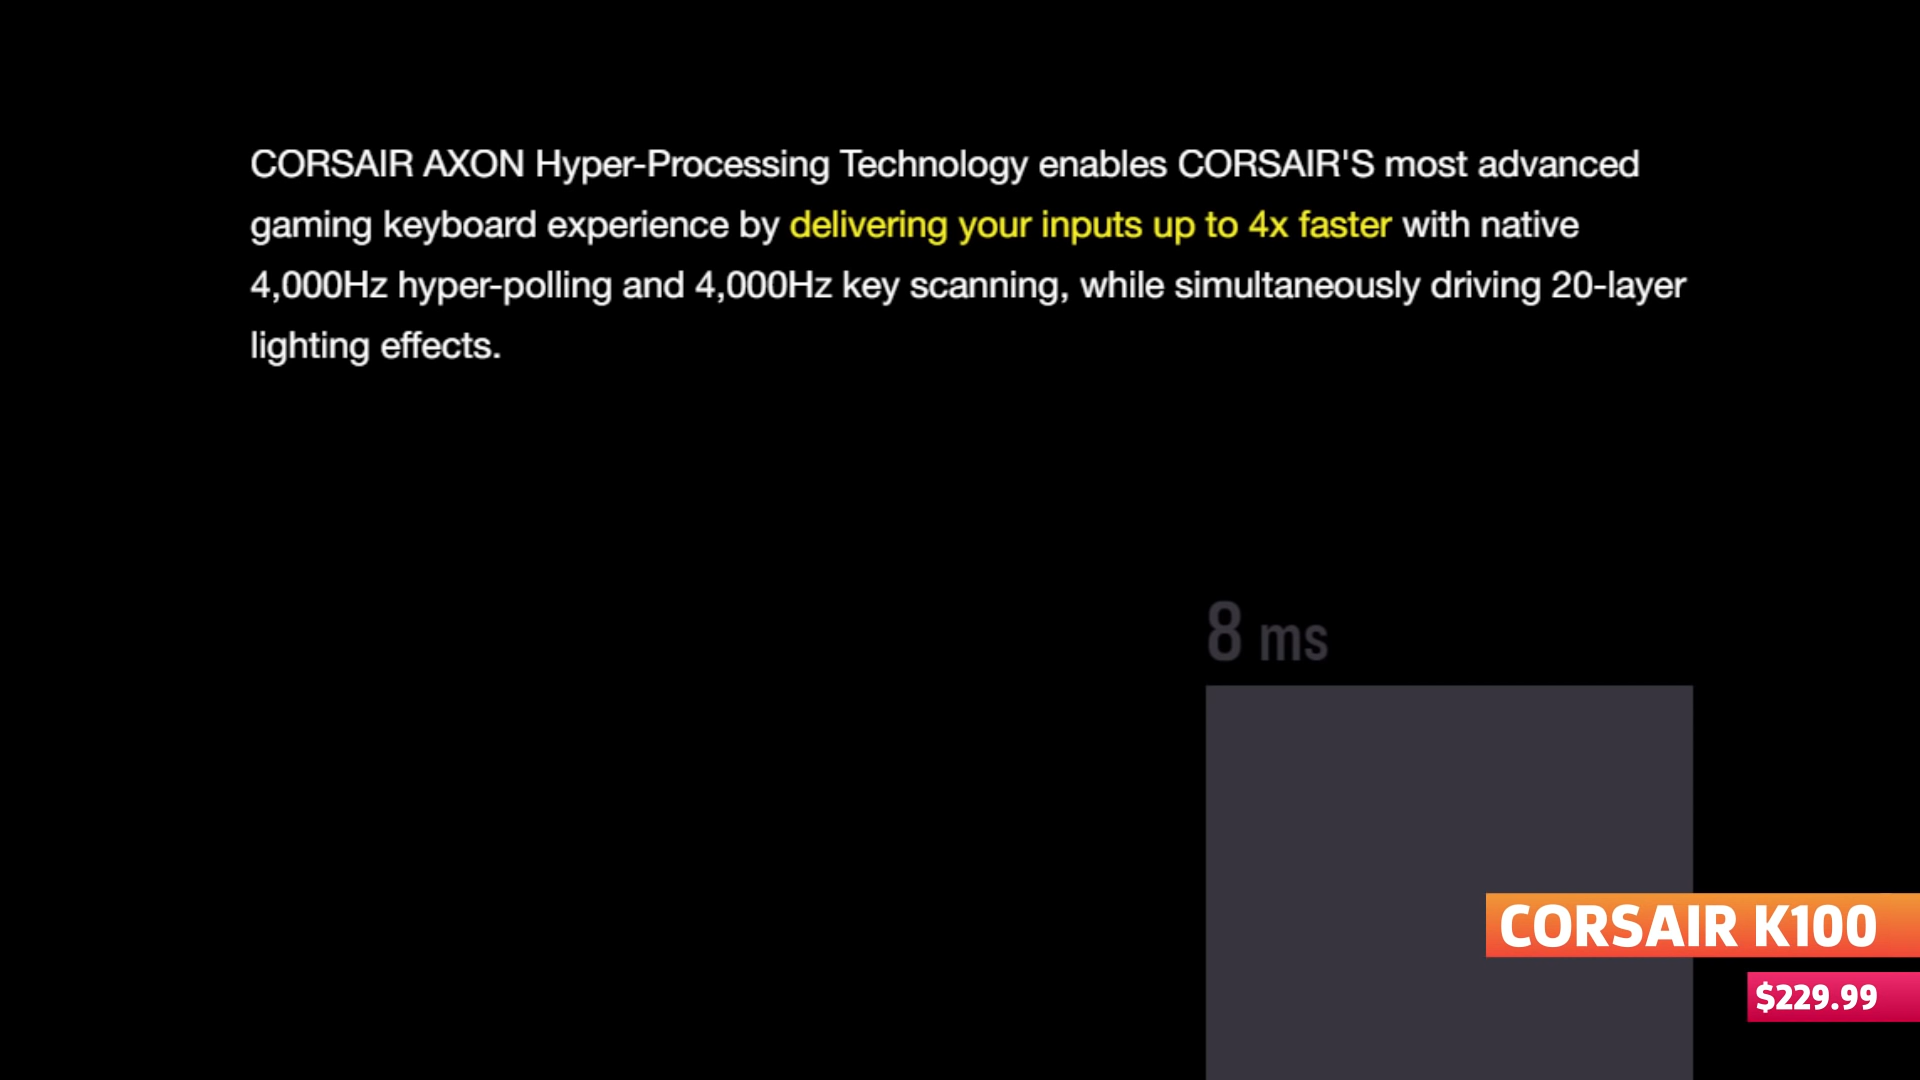 CORSAIR AXON Hyper-Processing Technology enables CORSAIR'S most advanced
gaming keyboard experience by delivering your inputs up to 4x faster with native
4,000Hz hyper-polling and 4,000Hz key scanning, while simultaneously driving 20-layer
lighting effects.
8 ms
CORSAIR K100
$229.99